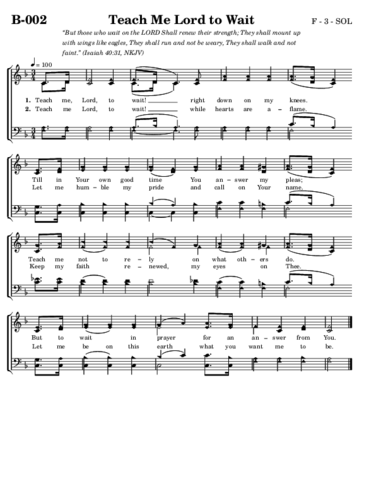 B-002 Teach Me Lord to Wait F - 3 - SOL
“But those who wait on the LORD Shall renew their strength; They shall mount up
with wings like eagles, They shall run and not be weary, They shall walk and not
faint.” (Isaiah 40:31, NKJV)
♩ = 100
1. Teach me, Lord, to wait! right down on my knees.
2. Teach me, Lord, to wait! while hearts are a- flame.
Till in Your own good time You an- swer my pleas;
Let me hum- ble my pride and call on Your name.
Teach me not to re- ly on what oth- ers do.
Keep my faith re- newed, my eyes on Thee.
But to wait in prayer for an an- swer from You.
Let me be on this earth what you want me to be.